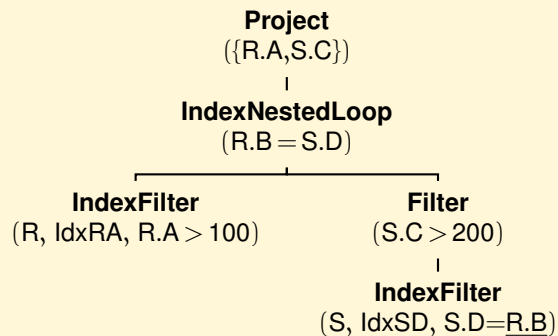 Project
({R.A,S.C})
IndexNestedLoop
(R.B = S.D)
IndexFilter
(R, IdxRA, R.A > 100)
Filter
(S.C > 200)
IndexFilter
(S, IdxSD, S.D=R.B)